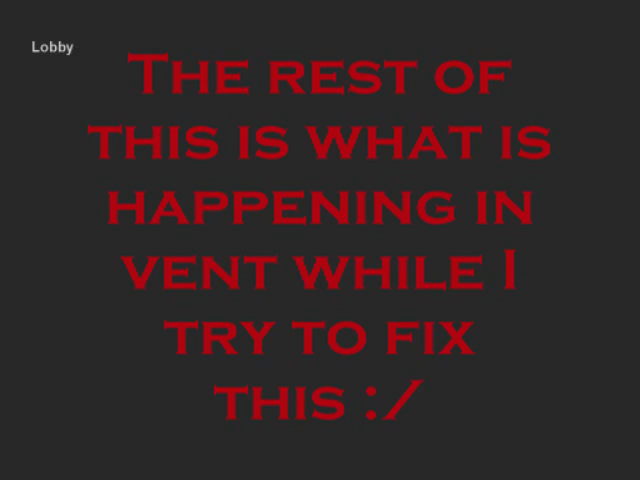 Lobby
The rest of
this is what is
happening in
vent while I
try to fix
this :/